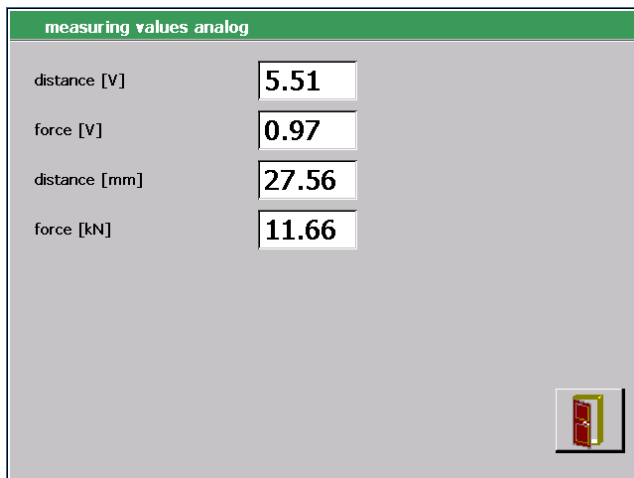 measuring values analog
distance [V] 5.51
force [V] 0.97
distance [mm] 27.56
force [kN] 11.66